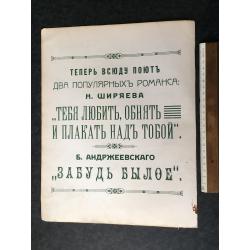 ТЕПЕРЬ ВСЮДУ ПОЮТЪ
ДВА ПОПУЛЯРНЫХЪ РОМАНСА:
Н. ШИРЯЕВА
„ТЕБЯ ЛЮБИТЬ, ОБНЯТЬ
И ПЛАКАТЬ НАДЪ ТОБОЙ".
Б. АНДРЖЕЕВСКАГО
„ЗАБУДЬ БЫЛОЕ".